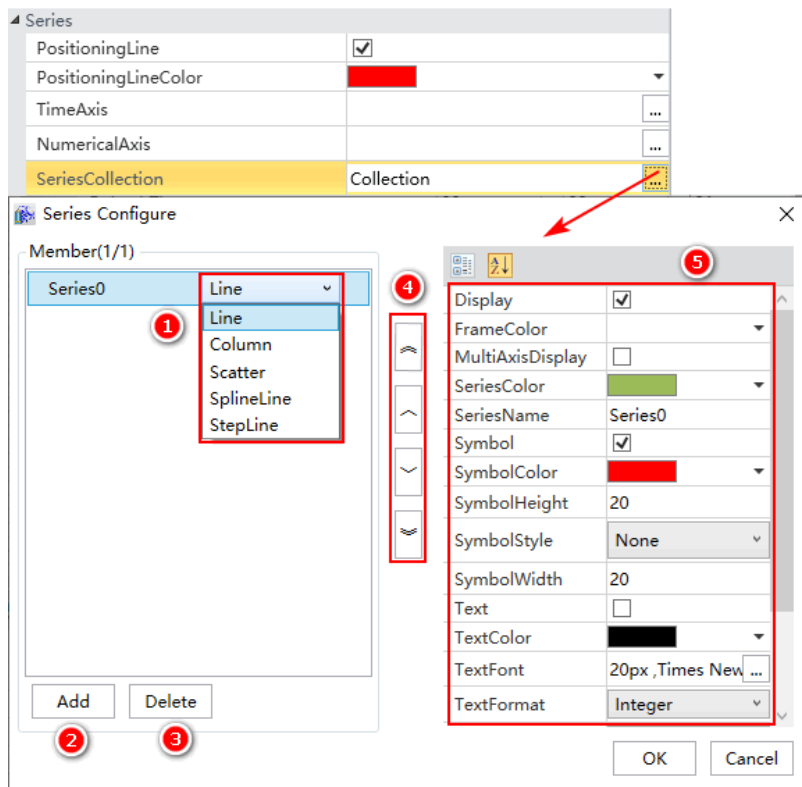 Series
PositioningLine
PositioningLineColor
TimeAxis ...
NumericalAxis ...
SeriesCollection Collection ...
Series Configure
Member(1/1)
Series0 Line
1
Line
Column
Scatter
SplineLine
StepLine
4
5
Display
FrameColor
MultiAxisDisplay
SeriesColor
SeriesName Series0
Symbol
SymbolColor
SymbolHeight 20
SymbolStyle None
SymbolWidth 20
Text
TextColor
TextFont 20px ,Times New ...
TextFormat Integer
Add Delete
2 3
OK Cancel